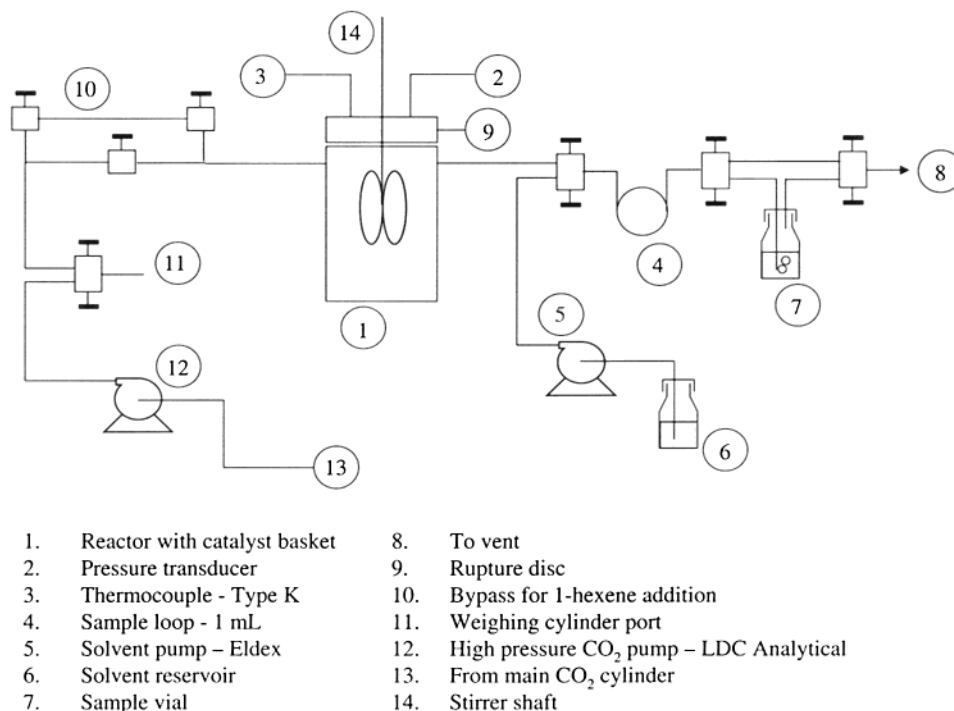 14
3
2
10
9
8
11
4
7
1
5
12
6
13
1. Reactor with catalyst basket
2. Pressure transducer
3. Thermocouple - Type K
4. Sample loop - 1 mL
5. Solvent pump – Eldex
6. Solvent reservoir
7. Sample vial
8. To vent
9. Rupture disc
10. Bypass for 1-hexene addition
11. Weighing cylinder port
12. High pressure CO₂ pump – LDC Analytical
13. From main CO₂ cylinder
14. Stirrer shaft